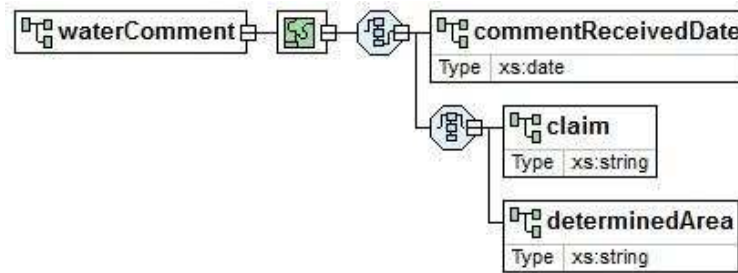 waterComment
commentReceivedDate
Type xs:date
claim
Type xs:string
determinedArea
Type xs:string